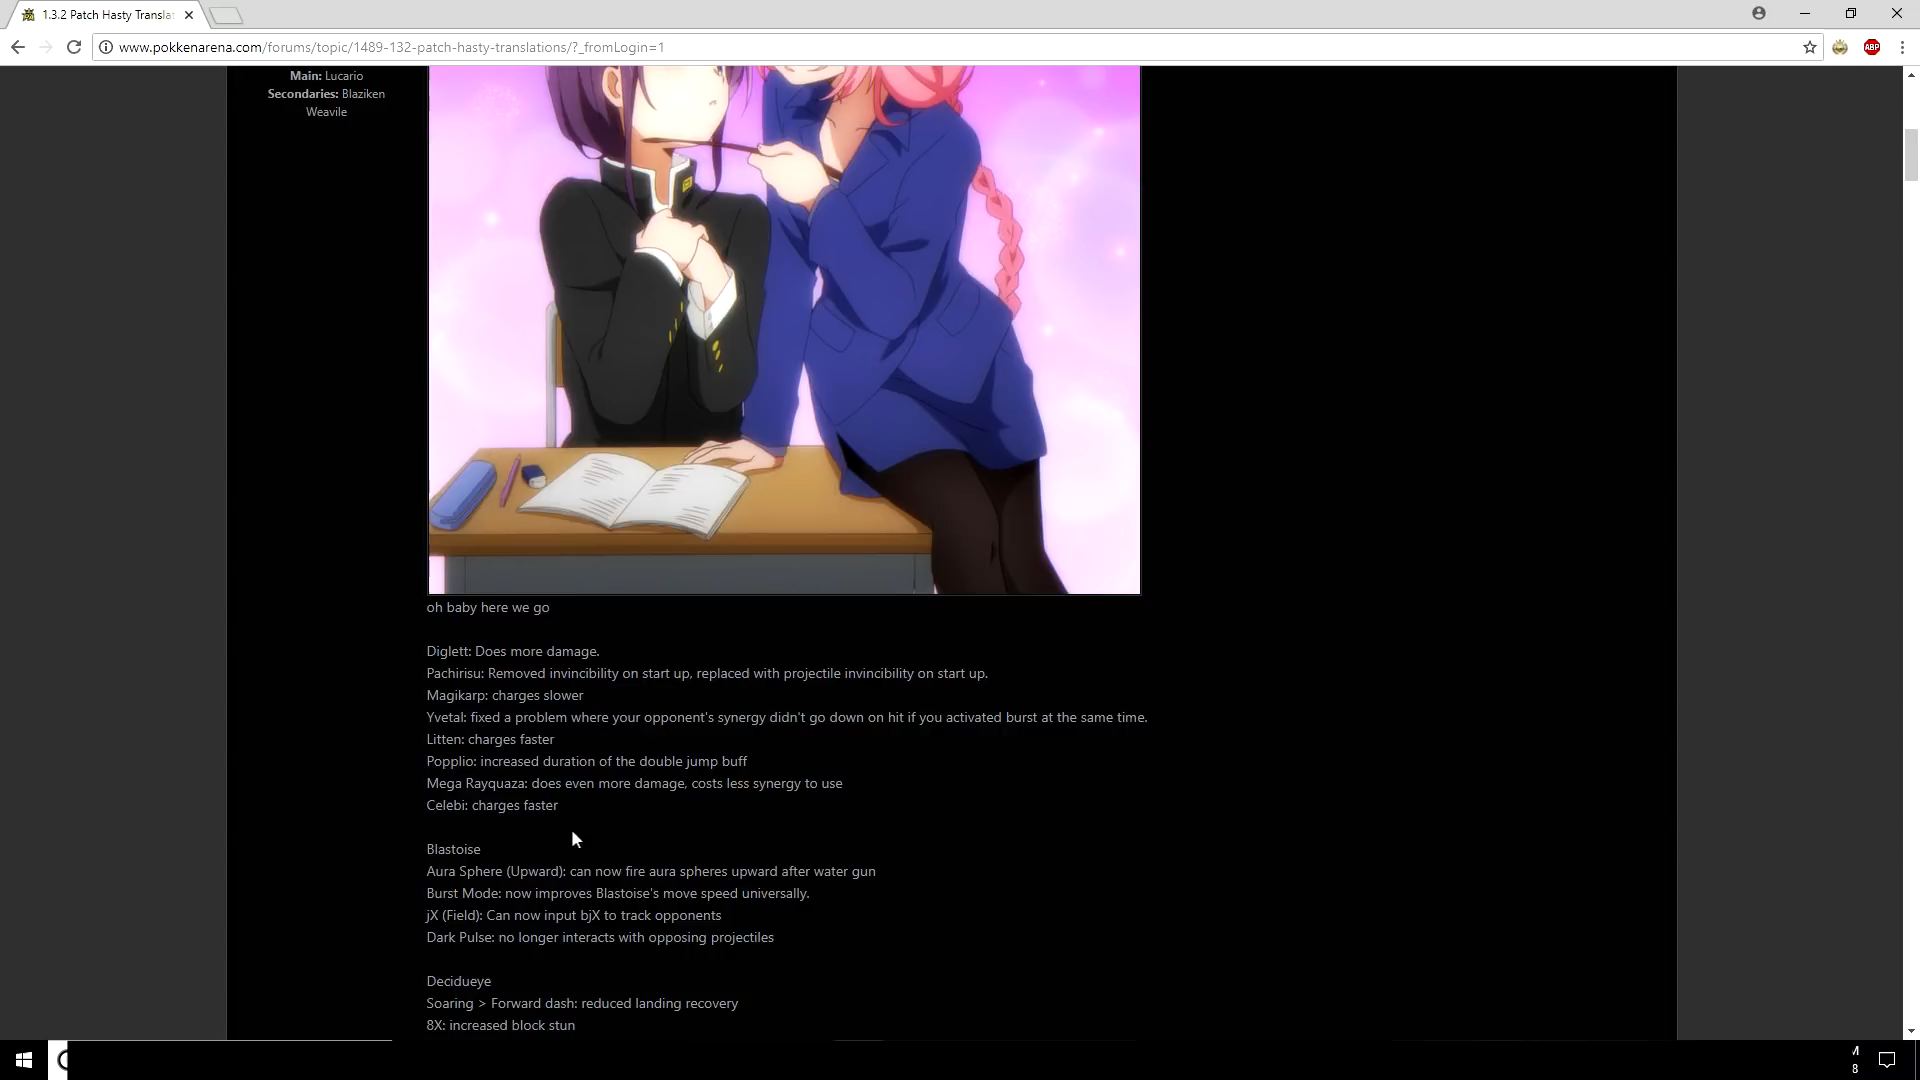 1.3.2 Patch Hasty Transla
www.pokkenarena.com/forums/topic/1489-132-patch-hasty-translations/?_fromLogin=1
ABP
Main: Lucario
Secondaries: Blaziken
Weavile
oh baby here we go
Diglett: Does more damage.
Pachirisu: Removed invincibility on start up, replaced with projectile invincibility on start up.
Magikarp: charges slower
Yvetal: fixed a problem where your opponent's synergy didn't go down on hit if you activated burst at the same time.
Litten: charges faster
Popplio: increased duration of the double jump buff
Mega Rayquaza: does even more damage, costs less synergy to use
Celebi: charges faster
Blastoise
Aura Sphere (Upward): can now fire aura spheres upward after water gun
Burst Mode: now improves Blastoise's move speed universally.
jX (Field): Can now input bjX to track opponents
Dark Pulse: no longer interacts with opposing projectiles
Decidueye
Soaring > Forward dash: reduced landing recovery
8X: increased block stun
8